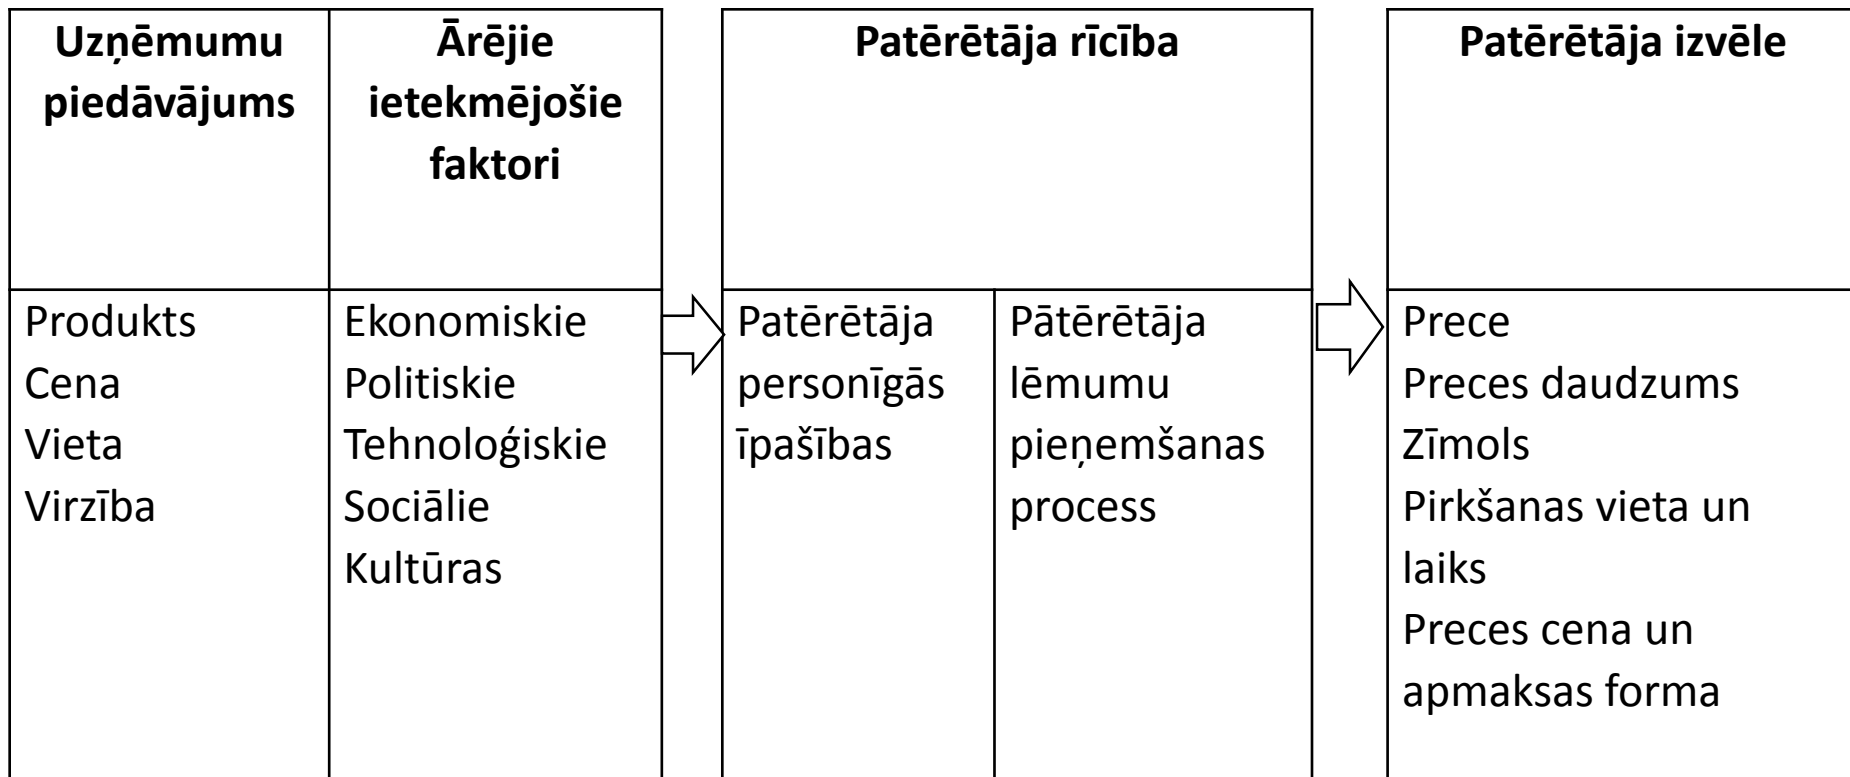 Uzņēmumu
piedāvājums
Ārējie
ietekmējošie
faktori
Patērētāja rīcība
Patērētāja izvēle
Produkts
Cena
Vieta
Virzība
Ekonomiskie
Politiskie
Tehnoloģiskie
Sociālie
Kultūras
Patērētāja
personīgās
īpašības
Pātērētāja
lēmumu
pieņemšanas
process
Prece
Preces daudzums
Zīmols
Pirkšanas vieta un
laiks
Preces cena un
apmaksas forma